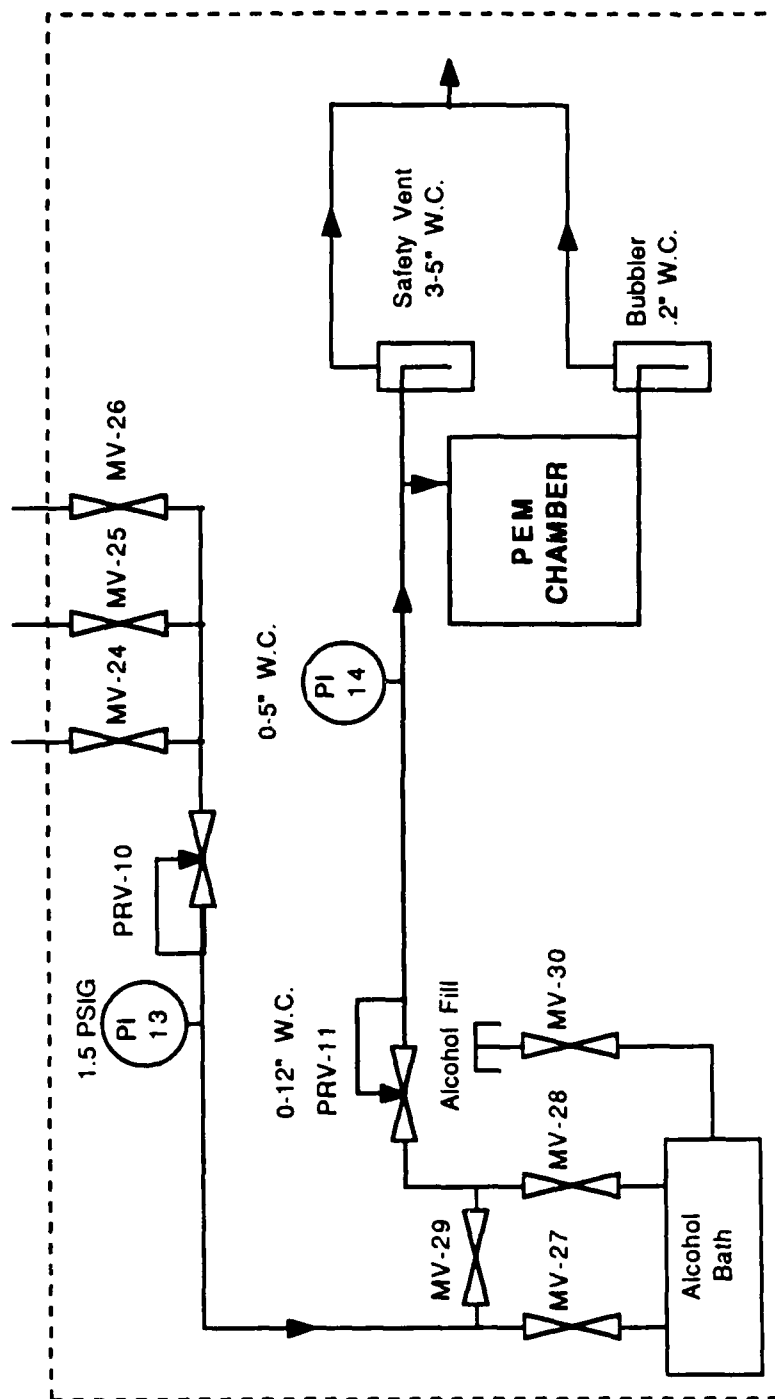 MV-24
MV-25
MV-26
PRV-10
1.5 PSIG
PI
13
0-5" W.C.
PI
14
Safety Vent
3-5" W.C.
0-12" W.C.
PRV-11
PEM
CHAMBER
Bubbler
.2" W.C.
Alcohol Fill
MV-29
MV-27
MV-28
MV-30
Alcohol
Bath